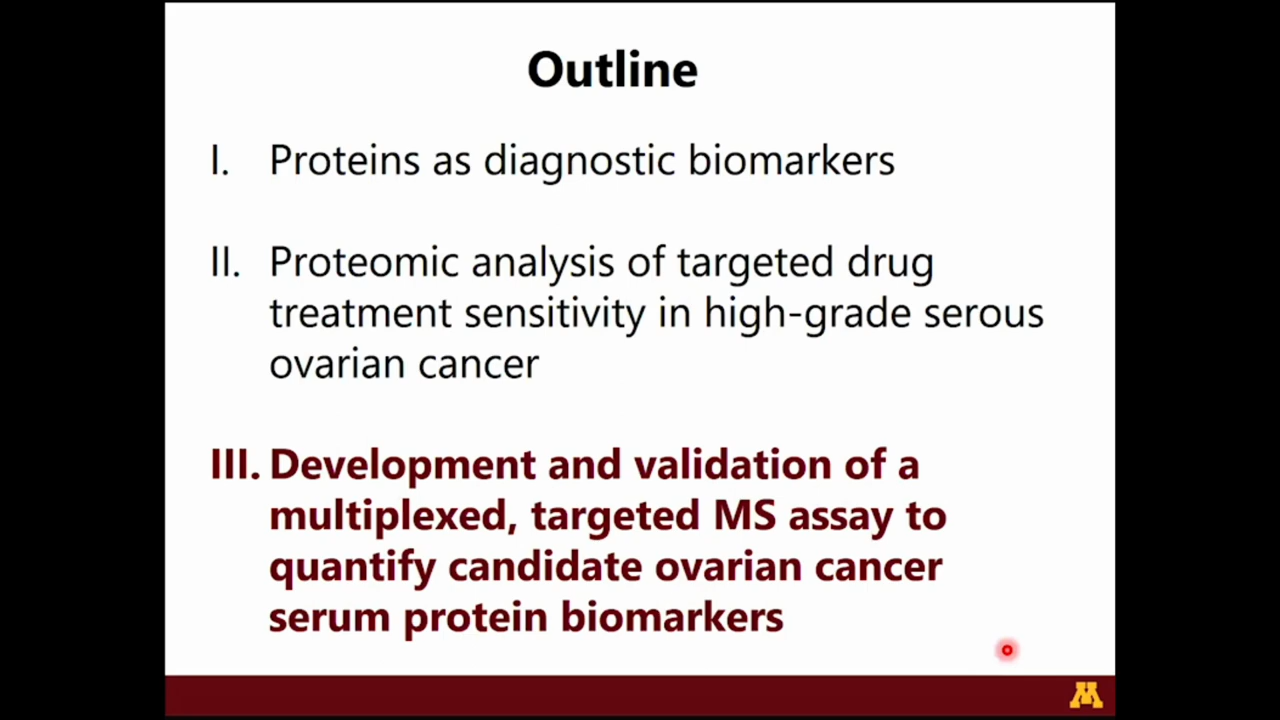 Outline
I. Proteins as diagnostic biomarkers
II. Proteomic analysis of targeted drug
treatment sensitivity in high-grade serous
ovarian cancer
III. Development and validation of a
multiplexed, targeted MS assay to
quantify candidate ovarian cancer
serum protein biomarkers
M